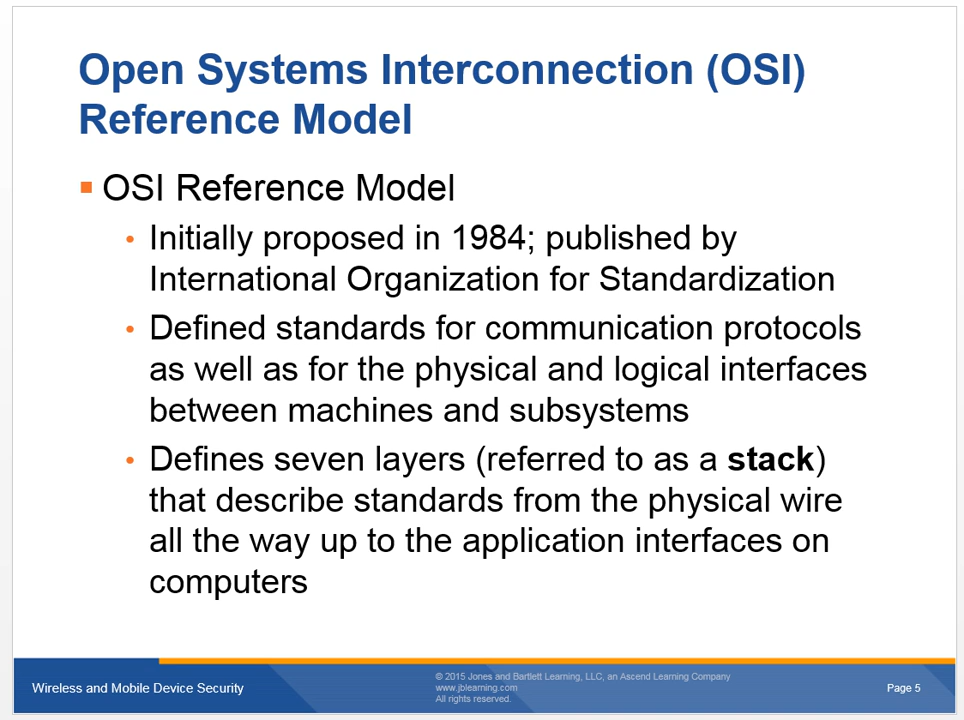 Open Systems Interconnection (OSI)
Reference Model
OSI Reference Model
Initially proposed in 1984; published by
International Organization for Standardization
Defined standards for communication protocols
as well as for the physical and logical interfaces
between machines and subsystems
Defines seven layers (referred to as a stack)
that describe standards from the physical wire
all the way up to the application interfaces on
computers
Wireless and Mobile Device Security
© 2015 Jones and Bartlett Learning, LLC, an Ascend Learning Company
www.jblearning.com
All rights reserved.
Page 5